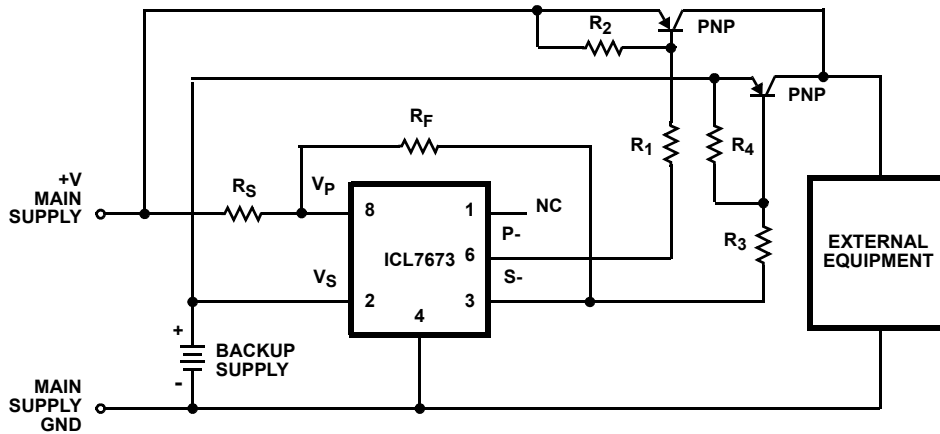 R2
PNP
PNP
RF
R1
R4
+V
MAIN
SUPPLY
RS
VP
8
1
NC
P-
ICL7673
6
R3
EXTERNAL
EQUIPMENT
VS
S-
2
3
4
+
BACKUP
SUPPLY
-
MAIN
SUPPLY
GND